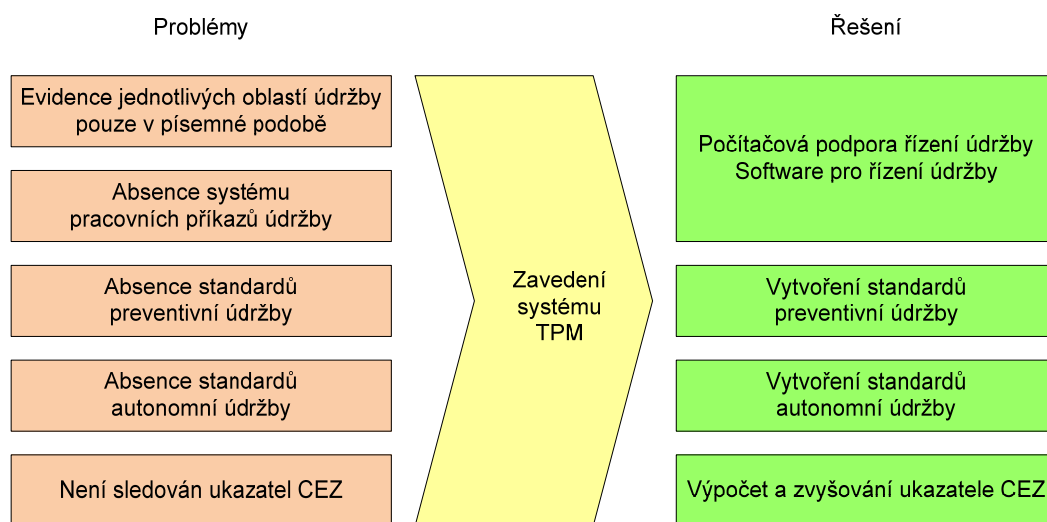 Problémy
Řešení
Evidence jednotlivých oblastí údržby
pouze v písemné podobě
Absence systému
pracovních příkazů údržby
Absence standardů
preventivní údržby
Absence standardů
autonomní údržby
Není sledován ukazatel CEZ
Zavedení
systému
TPM
Počítačová podpora řízení údržby
Software pro řízení údržby
Vytvoření standardů
preventivní údržby
Vytvoření standardů
autonomní údržby
Výpočet a zvyšování ukazatele CEZ